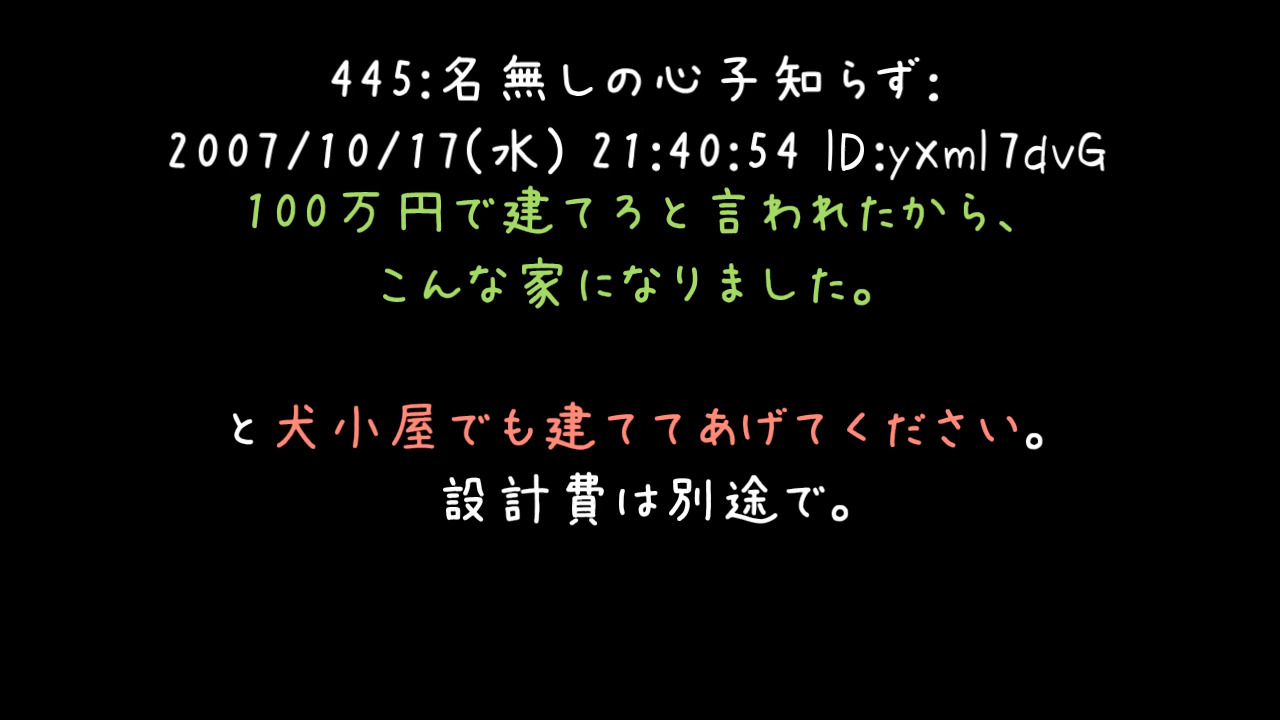 445:名無しの心子知らず:
2007/10/17(水) 21:40:54 ID:yxml7dvG
100万円で建てろと言われたから、
こんな家になりました。
と犬小屋でも建ててあげてください。
設計費は別途で。